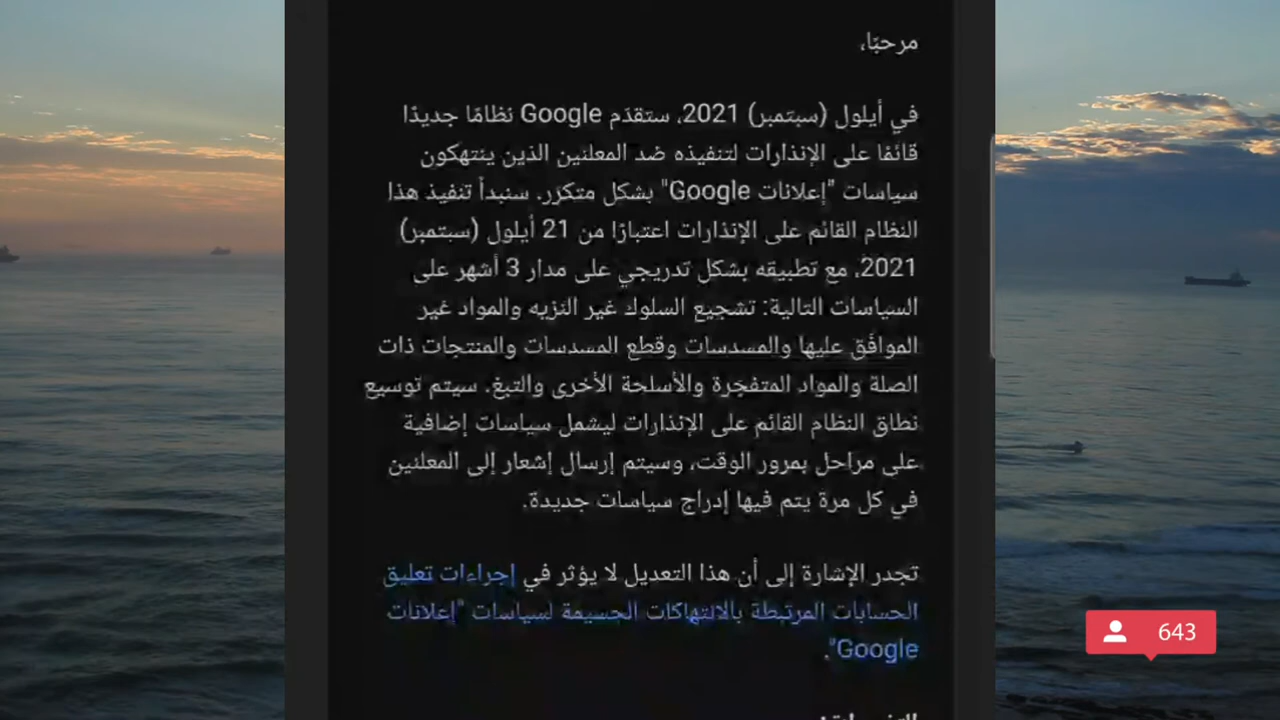 مرحبًا،
في أيلول (سبتمبر) 2021، ستقدّم Google نظامًا جديدًا
قائمًا على الإنذارات لتنفيذه ضد المعلنين الذين ينتهكون
سياسات "إعلانات Google" بشكل متكرّر. سنبدأ تنفيذ هذا
النظام القائم على الإنذارات اعتبارًا من 21 أيلول (سبتمبر)
2021، مع تطبيقه بشكل تدريجي على مدار 3 أشهر على
السياسات التالية: تشجيع السلوك غير النزيه والمواد غير
الموافَق عليها والمسدسات وقطع المسدسات والمنتجات ذات
الصلة والمواد المتفجّرة والأسلحة الأخرى والتبغ. سيتم توسيع
نطاق النظام القائم على الإنذارات ليشمل سياسات إضافية
على مراحل بمرور الوقت، وسيتم إرسال إشعار إلى المعلنين
في كل مرة يتم فيها إدراج سياسات جديدة.
تجدر الإشارة إلى أن هذا التعديل لا يؤثر في إجراءات تعليق
الحسابات المرتبطة بالانتهاكات الجسيمة لسياسات "إعلانات
Google".
643